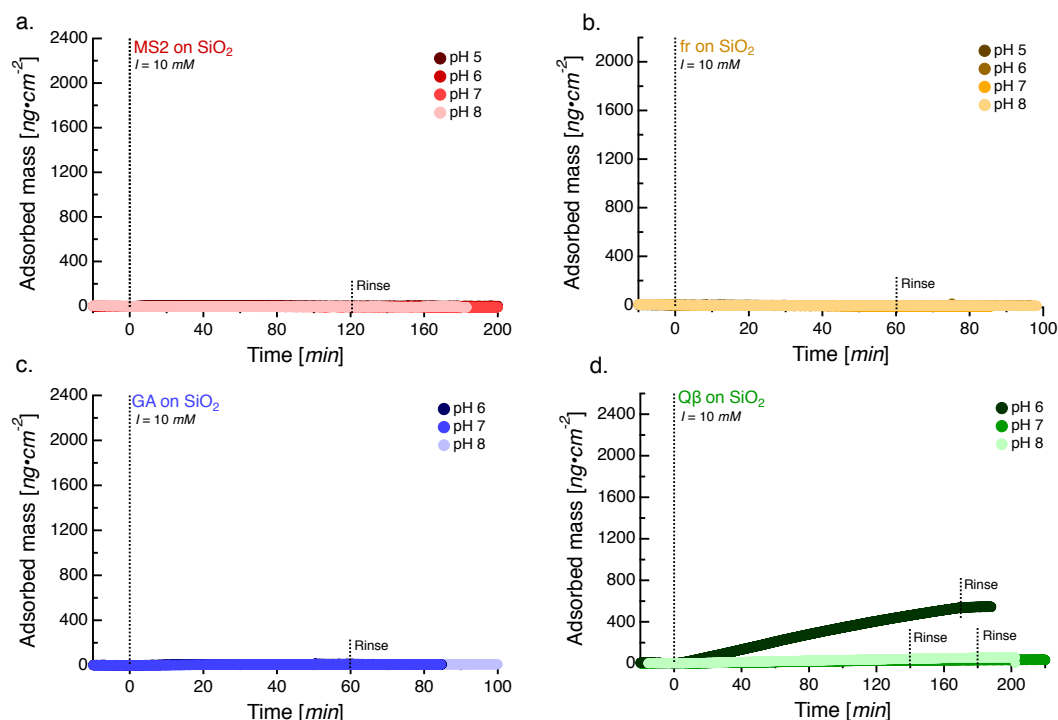 a.
MS2 on SiO2
I = 10 mM
pH 5
pH 6
pH 7
pH 8
Adsorbed mass [ng•cm-2]
2400
2000
1600
1200
800
400
0
Rinse
0 40 80 120 160 200
Time [min]
b.
fr on SiO2
I = 10 mM
pH 5
pH 6
pH 7
pH 8
Adsorbed mass [ng•cm-2]
2000
1600
1200
800
400
0
Rinse
0 20 40 60 80 100
Time [min]
c.
GA on SiO2
I = 10 mM
pH 6
pH 7
pH 8
Adsorbed mass [ng•cm-2]
2400
2000
1600
1200
800
400
0
Rinse
0 20 40 60 80 100
Time [min]
d.
Qβ on SiO2
I = 10 mM
pH 6
pH 7
pH 8
Adsorbed mass [ng•cm-2]
2400
2000
1600
1200
800
400
0
Rinse
Rinse
Rinse
0 40 80 120 160 200
Time [min]